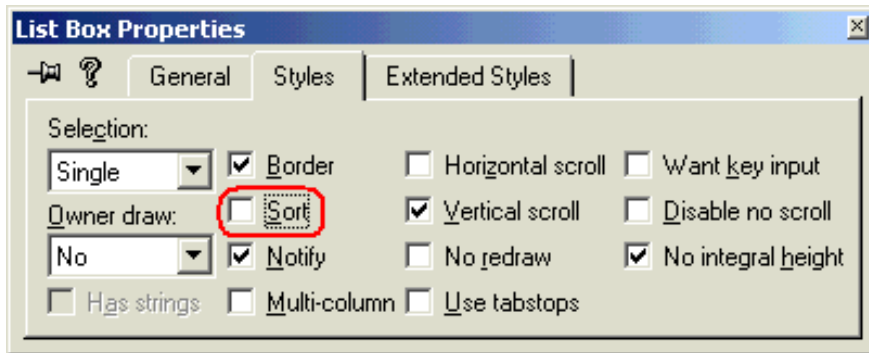 List Box Properties
General Styles Extended Styles
Selection:
Single Border Horizontal scroll Want key input
Owner draw: Sort Vertical scroll Disable no scroll
No Notify No redraw No integral height
Has strings Multi-column Use tabstops